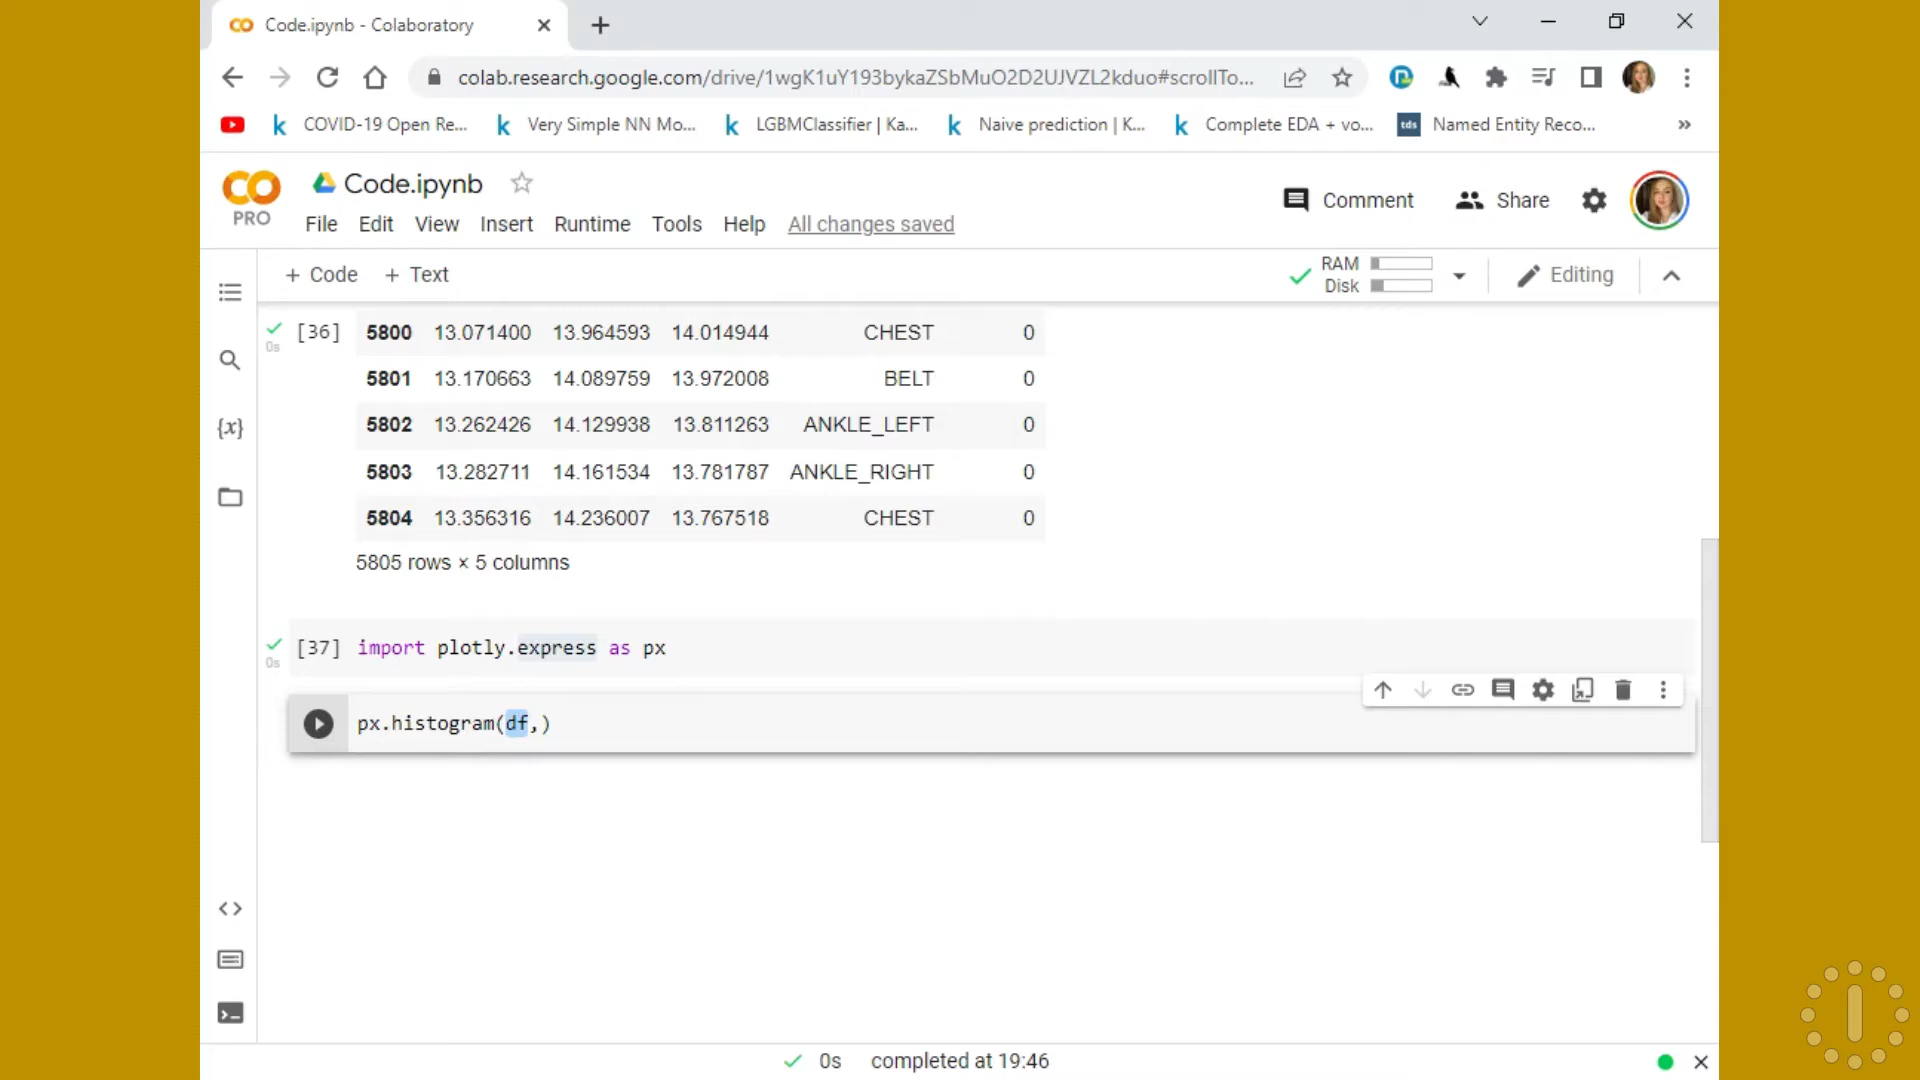 Code.ipynb - Colaboratory
colab.research.google.com/drive/1wgK1uY193bykaZSbMuO2D2UJVZL2kduo#scrollTo...
COVID-19 Open Re...
Very Simple NN Mo...
LGBMClassifier | Ka...
Naive prediction | K...
Complete EDA + vo...
tds Named Entity Reco...
PRO
Code.ipynb
Comment
Share
File Edit View Insert Runtime Tools Help All changes saved
+ Code + Text
RAM
Disk
Editing
[36] 5800 13.071400 13.964593 14.014944 CHEST 0
0s
5801 13.170663 14.089759 13.972008 BELT 0
5802 13.262426 14.129938 13.811263 ANKLE_LEFT 0
5803 13.282711 14.161534 13.781787 ANKLE_RIGHT 0
5804 13.356316 14.236007 13.767518 CHEST 0
5805 rows × 5 columns
[37] import plotly.express as px
0s
px.histogram(df,)
0s completed at 19:46